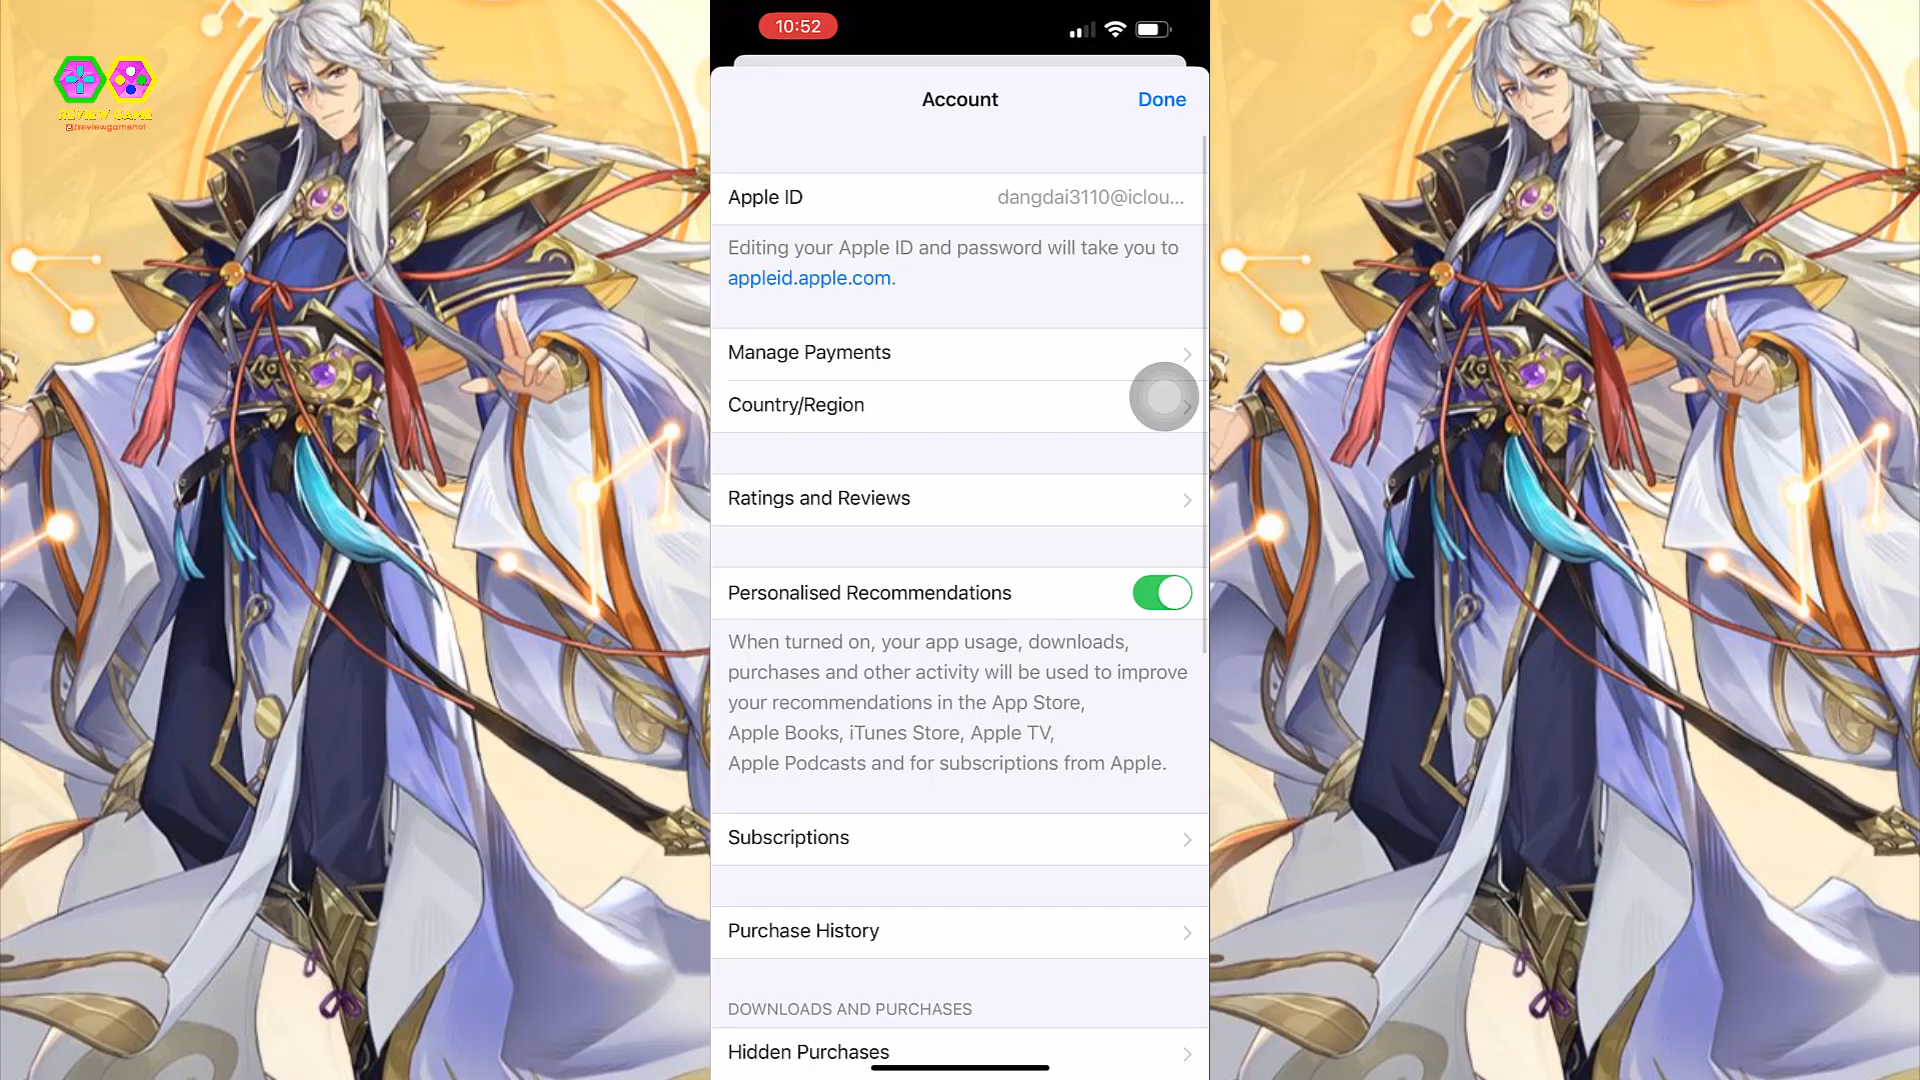 10:52
REVIEW GAME
/reviewgamehot
Account
Done
Apple ID
dangdai3110@iclou...
Editing your Apple ID and password will take you to
appleid.apple.com.
Manage Payments
Country/Region
Ratings and Reviews
Personalised Recommendations
When turned on, your app usage, downloads,
purchases and other activity will be used to improve
your recommendations in the App Store,
Apple Books, iTunes Store, Apple TV,
Apple Podcasts and for subscriptions from Apple.
Subscriptions
Purchase History
DOWNLOADS AND PURCHASES
Hidden Purchases